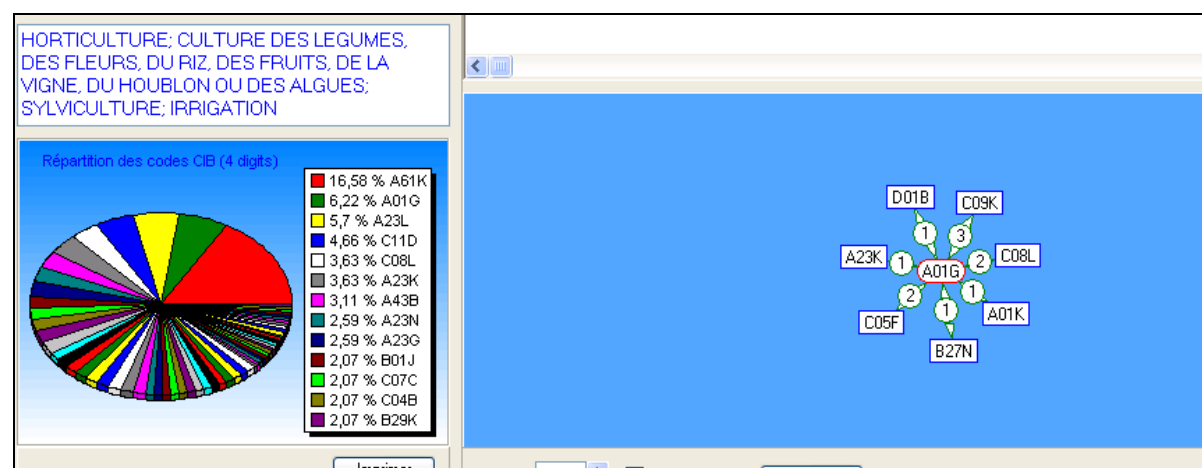 HORTICULTURE; CULTURE DES LEGUMES,
DES FLEURS, DU RIZ, DES FRUITS, DE LA
VIGNE, DU HOUBLON OU DES ALGUES;
SYLVICULTURE; IRRIGATION
Répartition des codes CIB (4 digits)
16,58 % A61K
6,22 % A01G
5,7 % A23L
4,66 % C11D
3,63 % C08L
3,63 % A23K
3,11 % A43B
2,59 % A23N
2,59 % A23G
2,07 % B01J
2,07 % C07C
2,07 % C04B
2,07 % B29K
D01B
C09K
1
3
A23K
1
A01G
2
C08L
2
1
1
C05F
A01K
B27N